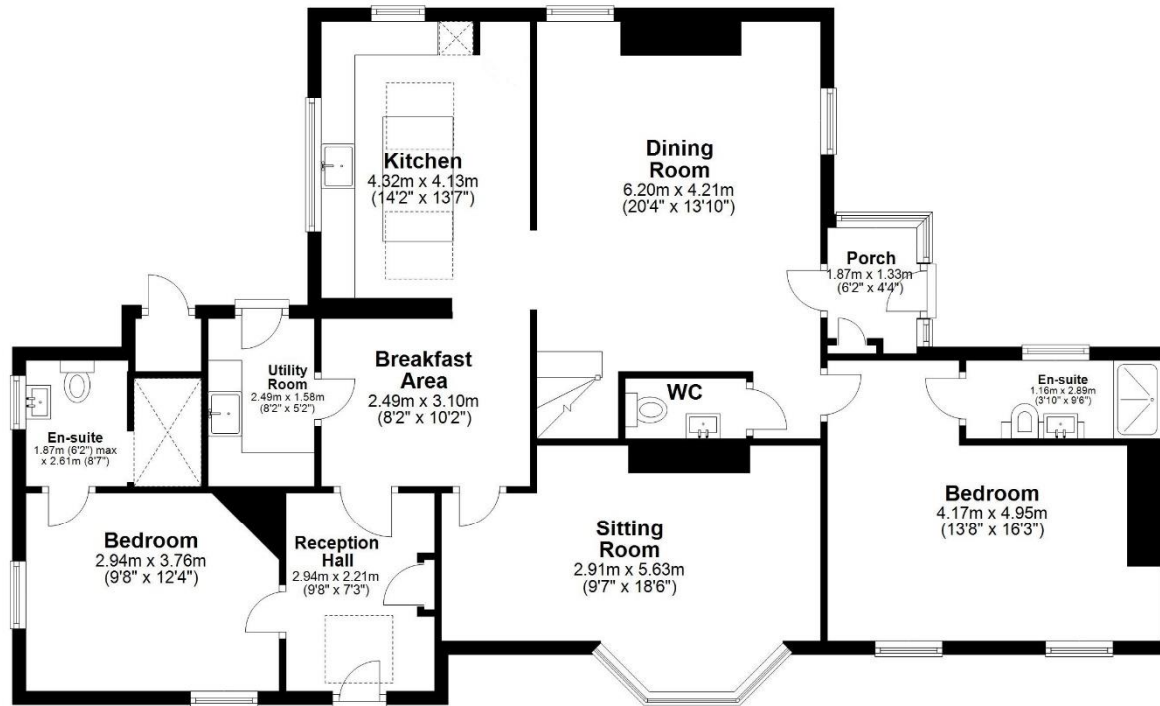 Kitchen
4.32m x 4.13m
(14'2" x 13'7")
Dining
Room
6.20m x 4.21m
(20'4" x 13'10")
Porch
1.87m x 1.33m
(6'2" x 4'4")
Utility
Room
2.49m x 1.58m
(8'2" x 5'2")
Breakfast
Area
2.49m x 3.10m
(8'2" x 10'2")
WC
En-suite
1.16m x 2.89m
(3'10" x 9'6")
En-suite
1.87m (6'2") max
x 2.61m (8'7")
Bedroom
2.94m x 3.76m
(9'8" x 12'4")
Reception
Hall
2.94m x 2.21m
(9'8" x 7'3")
Sitting
Room
2.91m x 5.63m
(9'7" x 18'6")
Bedroom
4.17m x 4.95m
(13'8" x 16'3")